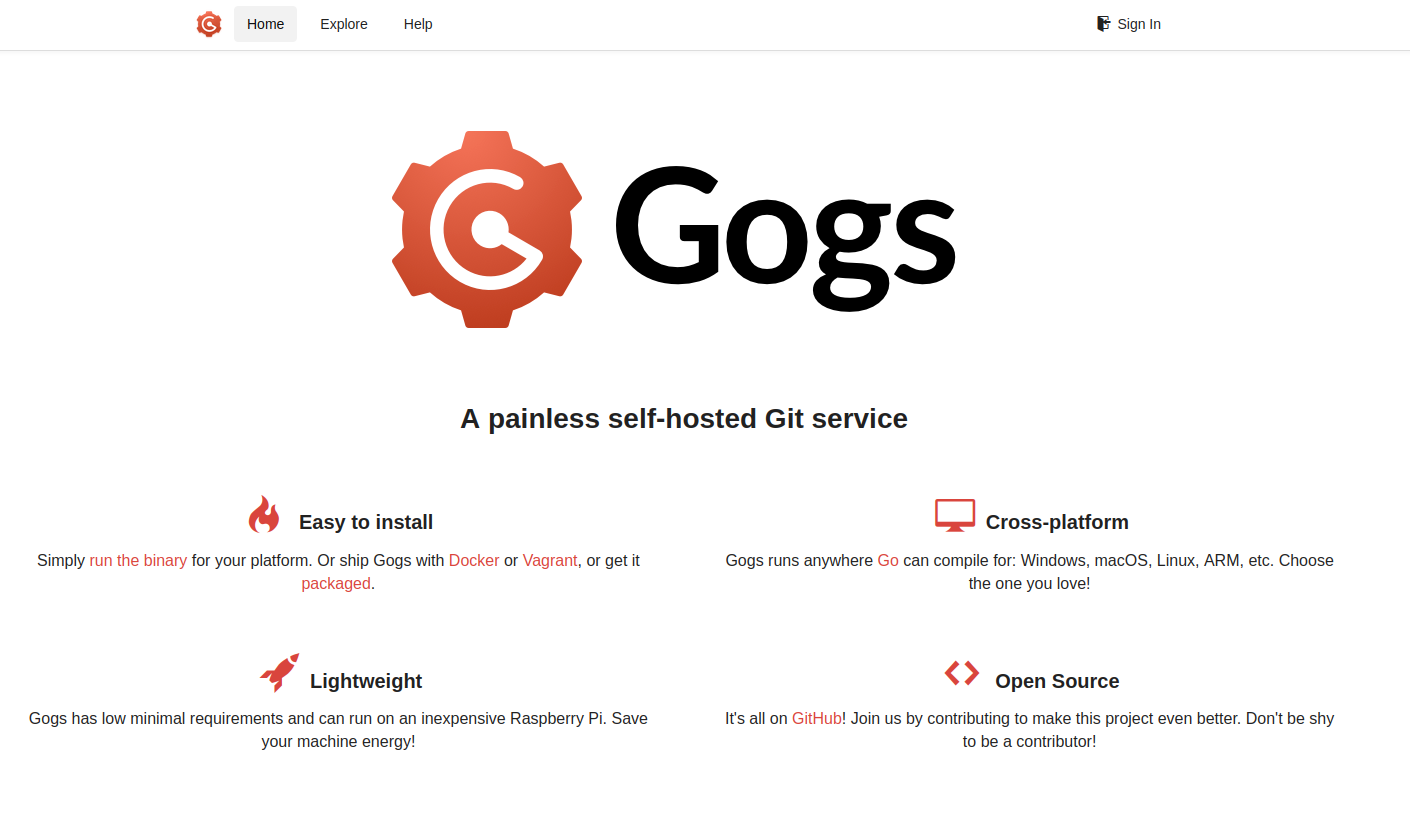 Home Explore Help Sign In
Gogs
A painless self-hosted Git service
Easy to install
Simply run the binary for your platform. Or ship Gogs with Docker or Vagrant, or get it
packaged.
Cross-platform
Gogs runs anywhere Go can compile for: Windows, macOS, Linux, ARM, etc. Choose
the one you love!
Lightweight
Gogs has low minimal requirements and can run on an inexpensive Raspberry Pi. Save
your machine energy!
Open Source
It's all on GitHub! Join us by contributing to make this project even better. Don't be shy
to be a contributor!